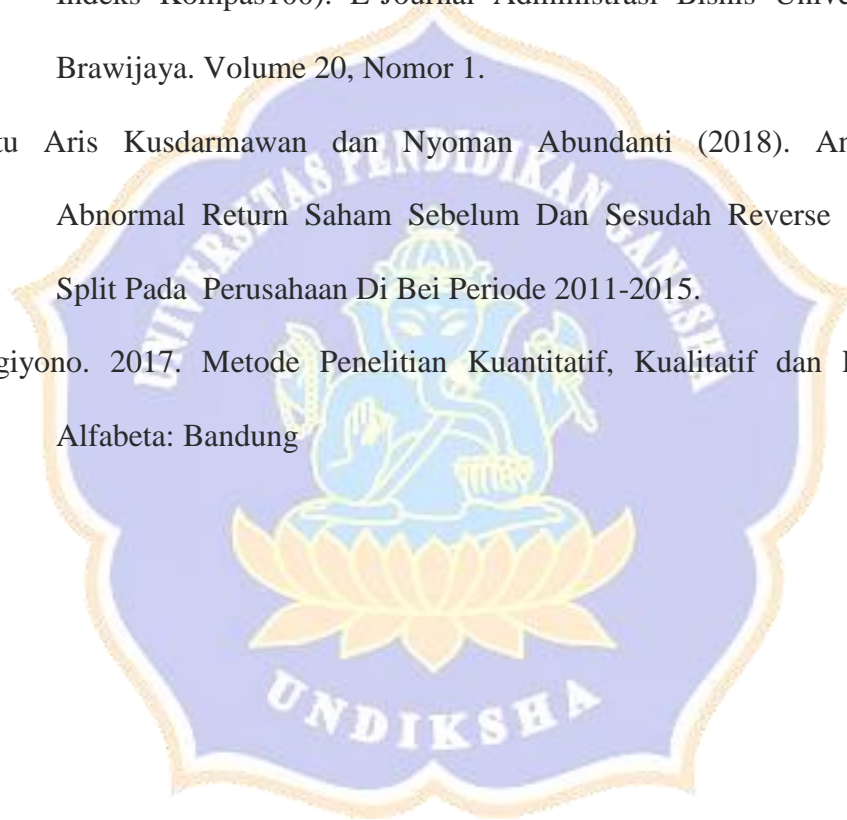 Indeks Kompas100). E-Journal Administrasi Bisnis Unive
Brawijaya. Volume 20, Nomor 1.
tu Aris Kusdarmawan dan Nyoman Abundanti (2018). An
Abnormal Return Saham Sebelum Dan Sesudah Reverse
Split Pada Perusahaan Di Bei Periode 2011-2015.
giyono. 2017. Metode Penelitian Kuantitatif, Kualitatif dan
Alfabeta: Bandung
UNIVERSITAS PENDIDIKAN GANESHA
UNDIKSHA